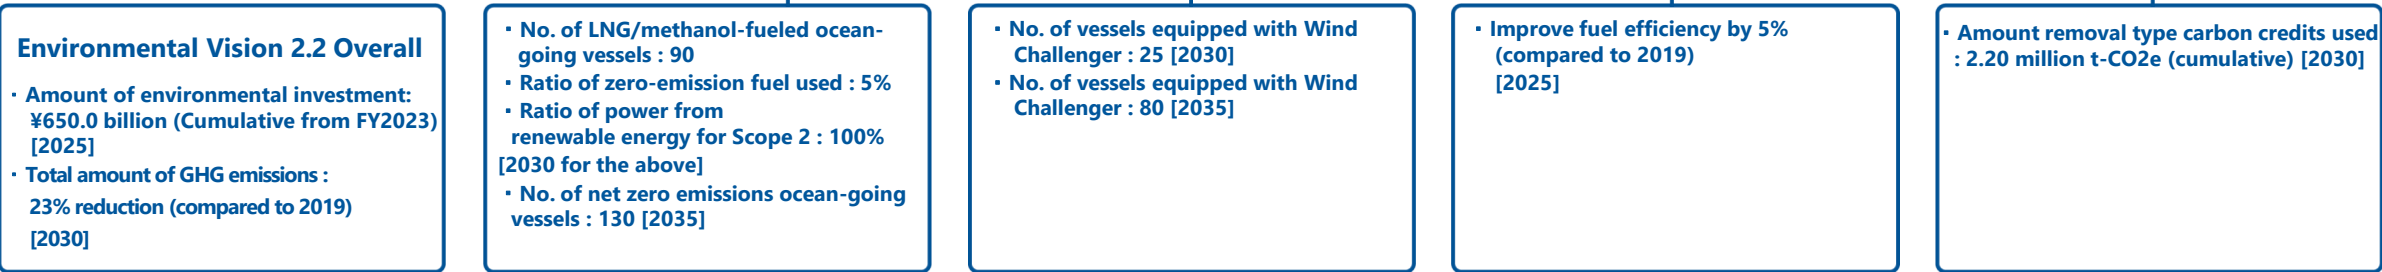 Environmental Vision 2.2 Overall
・Amount of environmental investment:
¥650.0 billion (Cumulative from FY2023)
[2025]
・Total amount of GHG emissions :
23% reduction (compared to 2019)
[2030]
・No. of LNG/methanol-fueled ocean-
going vessels : 90
・Ratio of zero-emission fuel used : 5%
・Ratio of power from
renewable energy for Scope 2 : 100%
[2030 for the above]
・No. of net zero emissions ocean-going
vessels : 130 [2035]
・No. of vessels equipped with Wind
Challenger : 25 [2030]
・No. of vessels equipped with Wind
Challenger : 80 [2035]
・Improve fuel efficiency by 5%
(compared to 2019)
[2025]
・Amount removal type carbon credits used
: 2.20 million t-CO2e (cumulative) [2030]